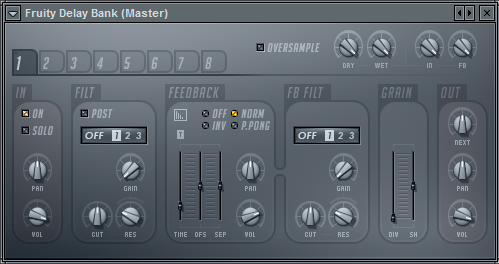 Fruity Delay Bank (Master)
OVERSAMPLE
DRY WET IN FB
1 2 3 4 5 6 7 8
IN FILT FEEDBACK FB FILT GRAIN OUT
ON POST OFF NORM
SOLO INV P.PONG NEXT
OFF 1 2 3 T OFF 1 2 3
PAN GAIN PAN GAIN PAN
VOL CUT RES TIME OFS SEP VOL CUT RES DIV SH VOL